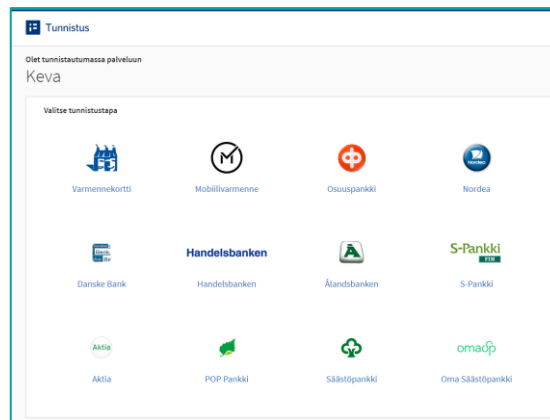 Tunnistus
Olet tunnistautumassa palveluun
Keva
Valitse tunnistustapa
Varmennekortti
Mobiilivarmenne
Osuuspankki
Nordea
Nordea
Danske Bank
Handelsbanken
Handelsbanken
Ålandsbanken
S-Pankki
S-Pankki
Aktia
Aktia
POP Pankki
Säästöpankki
omasp
Oma Säästöpankki